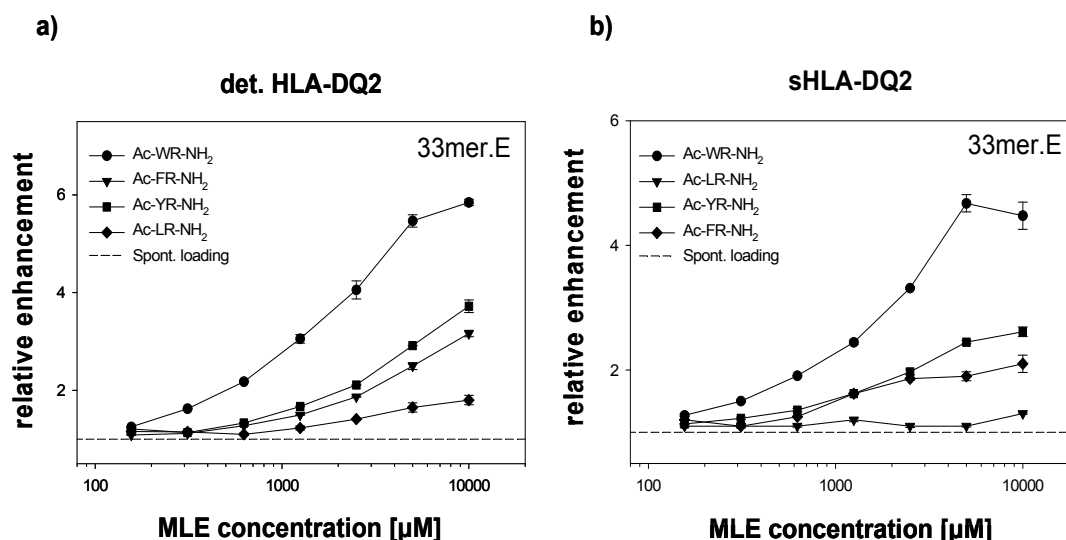 a)
det. HLA-DQ2
33mer.E
Ac-WR-NH₂
Ac-FR-NH₂
Ac-YR-NH₂
Ac-LR-NH₂
Spont. loading
relative enhancement
6
4
2
100
1000
10000
MLE concentration [µM]
b)
sHLA-DQ2
33mer.E
Ac-WR-NH₂
Ac-LR-NH₂
Ac-YR-NH₂
Ac-FR-NH₂
Spont. loading
relative enhancement
6
4
2
100
1000
10000
MLE concentration [µM]